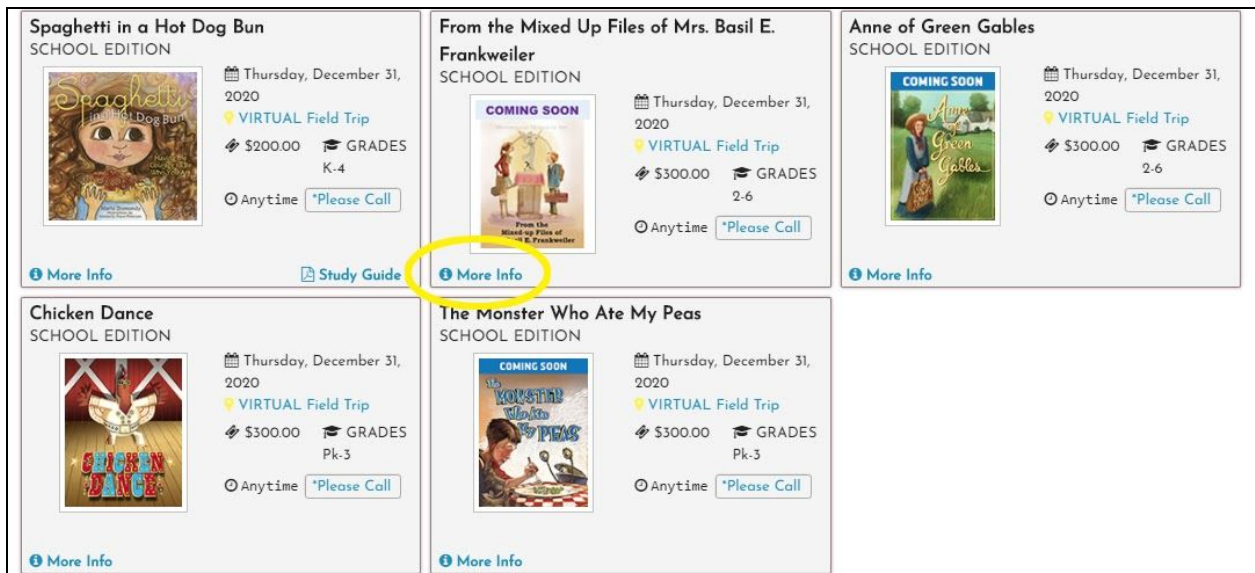 Spaghetti in a Hot Dog Bun
SCHOOL EDITION
Spaghetti
in a Hot Dog Bun
Thursday, December 31,
2020
VIRTUAL Field Trip
$200.00 GRADES
K-4
Anytime *Please Call
More Info Study Guide
From the Mixed Up Files of Mrs. Basil E.
Frankweiler
SCHOOL EDITION
COMING SOON
From the
Mixed-up Files of
E. Frankweiler
Thursday, December 31,
2020
VIRTUAL Field Trip
$300.00 GRADES
2-6
Anytime *Please Call
More Info
Anne of Green Gables
SCHOOL EDITION
COMING SOON
Anne
of
Green
Gables
Thursday, December 31,
2020
VIRTUAL Field Trip
$300.00 GRADES
2-6
Anytime *Please Call
More Info
Chicken Dance
SCHOOL EDITION
CHICKEN
DANCE
Thursday, December 31,
2020
VIRTUAL Field Trip
$300.00 GRADES
Pk-3
Anytime *Please Call
More Info
The Monster Who Ate My Peas
SCHOOL EDITION
COMING SOON
The
MONSTER
Who Ate
My PEAS
Thursday, December 31,
2020
VIRTUAL Field Trip
$300.00 GRADES
Pk-3
Anytime *Please Call
More Info